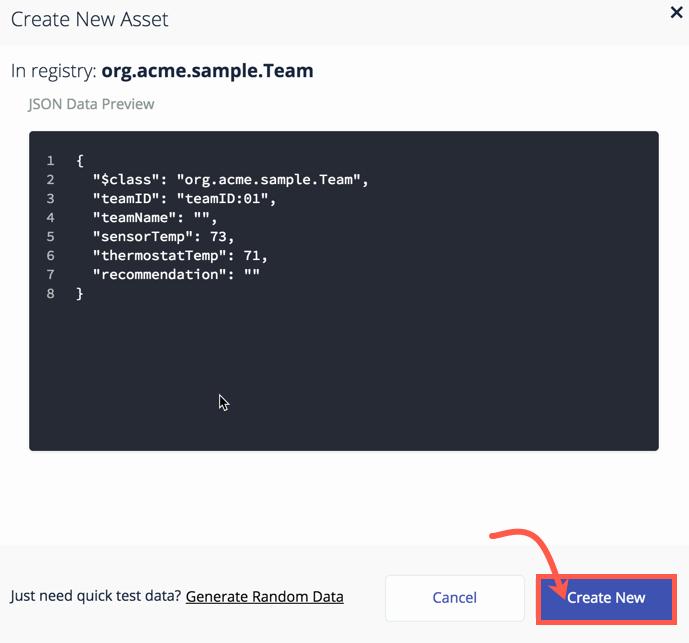 Create New Asset
×
In registry: org.acme.sample.Team
JSON Data Preview
1 {
2   "$class": "org.acme.sample.Team",
3   "teamID": "teamID:01",
4   "teamName": "",
5   "sensorTemp": 73,
6   "thermostatTemp": 71,
7   "recommendation": ""
8 }
Just need quick test data? Generate Random Data
Cancel
Create New